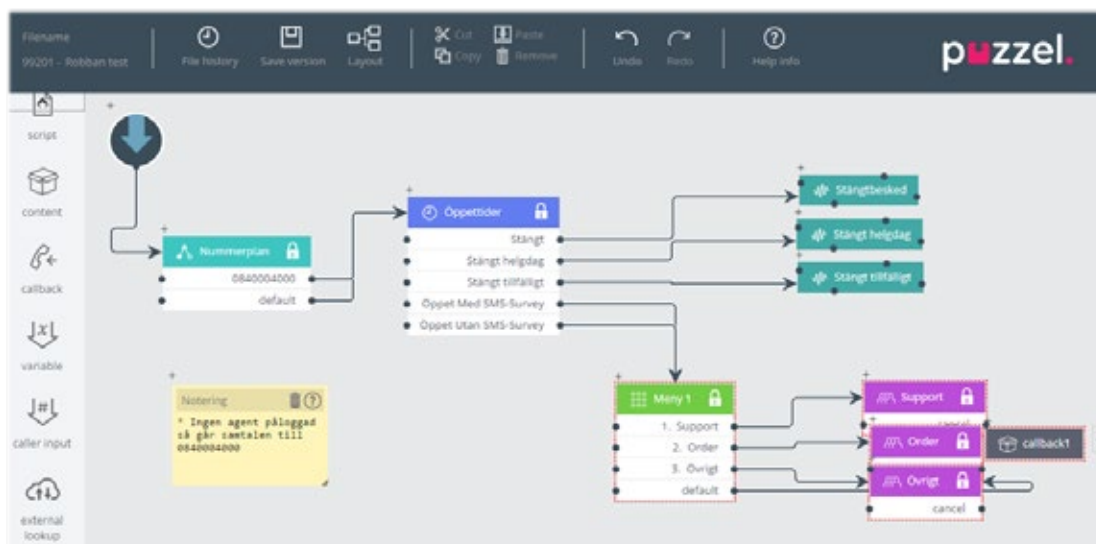 Filename
99201 - Robban test
File history
Save version
Layout
Cut
Copy
Paste
Remove
Undo
Redo
Help info
puzzel.
script
content
callback
variable
caller input
external
lookup
Nummerplan
0840004000
default
Öppettider
Stängt
Stängt helgdag
Stängt tillfälligt
Öppet Med SMS-Survey
Öppet Utan SMS-Survey
Stängtbesked
Stängt helgdag
Stängt tillfälligt
Notering
* Ingen agent påloggad
så går samtalen till
0840004000
Meny 1
1. Support
2. Order
3. Övrigt
default
Support
cancel
Order
callback1
Övrigt
cancel